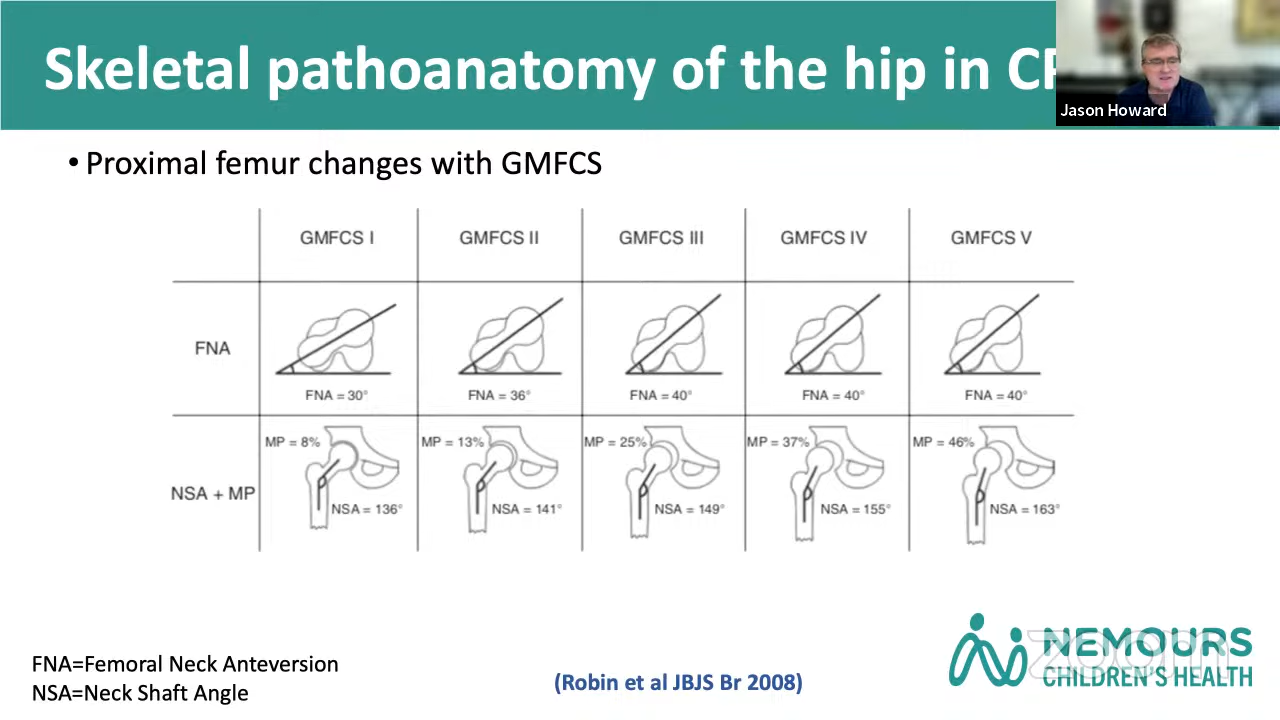 Skeletal pathoanatomy of the hip in CP
Jason Howard
• Proximal femur changes with GMFCS
GMFCS I GMFCS II GMFCS III GMFCS IV GMFCS V
FNA
FNA = 30° FNA = 36° FNA = 40° FNA = 40° FNA = 40°
MP = 8% MP = 13% MP = 25% MP = 37% MP = 46%
NSA + MP
NSA = 136° NSA = 141° NSA = 149° NSA = 155° NSA = 163°
FNA=Femoral Neck Anteversion
NSA=Neck Shaft Angle
(Robin et al JBJS Br 2008)
NEMOURS
zoom
CHILDREN'S HEALTH